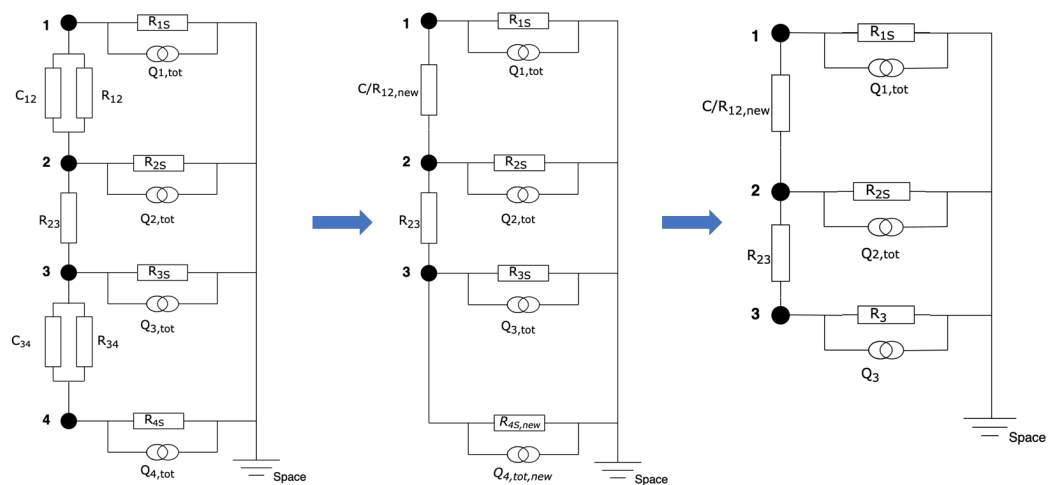 1
R1S
Q1,tot
C12
R12
2
R2S
Q2,tot
R23
3
R3S
Q3,tot
C34
R34
4
R4S
Q4,tot
Space
1
R1S
Q1,tot
C/R12,new
2
R2S
Q2,tot
R23
3
R3S
Q3,tot
R4S,new
Q4,tot,new
Space
1
R1S
Q1,tot
C/R12,new
2
R2S
Q2,tot
R23
3
R3
Q3
Space